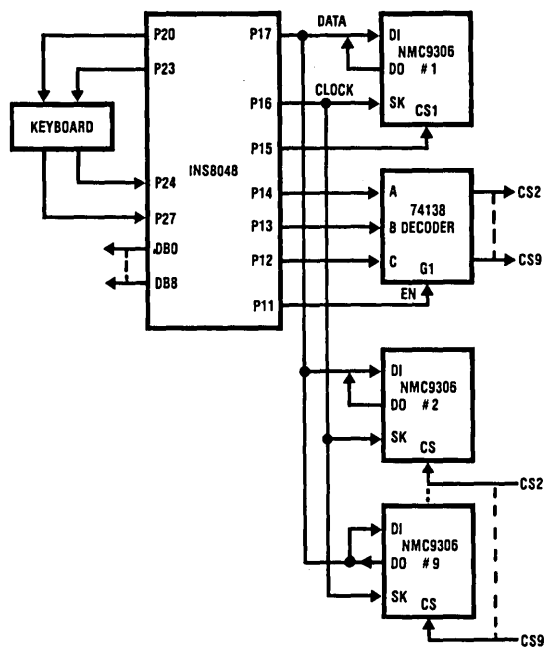 P20
P23
KEYBOARD
P24
P27
DB0
DB8
INS8048
P17
P16
P15
P14
P13
P12
P11
DATA
CLOCK
DI
DO
SK
NMC9306
#1
CS1
A
B
C
74138
DECODER
G1
EN
CS2
CS9
DI
DO
SK
NMC9306
#2
CS
CS2
DI
DO
SK
NMC9306
#9
CS
CS9